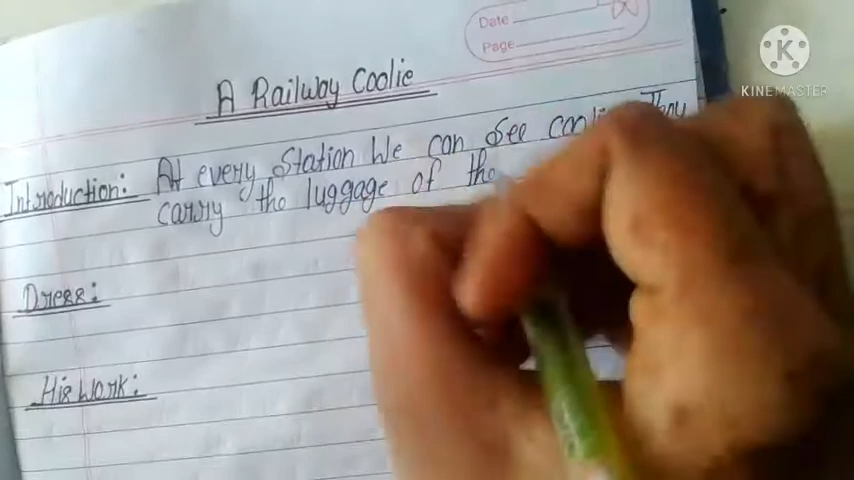 Date
Page
KINEMASTER
A Railway Coolie
Introduction: At every Station We can See They
carry the luggage of the
Dress:
His Work: